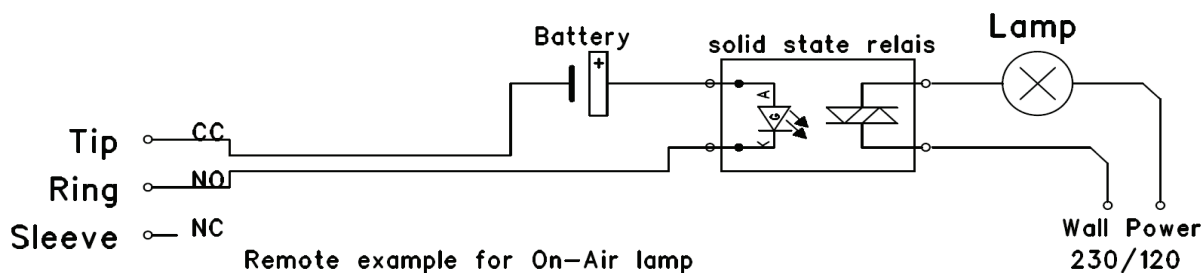 Battery
solid state relais
Lamp
+
A
G
K
Tip CC
Ring NO
Sleeve NC
Wall Power
230/120
Remote example for On-Air lamp